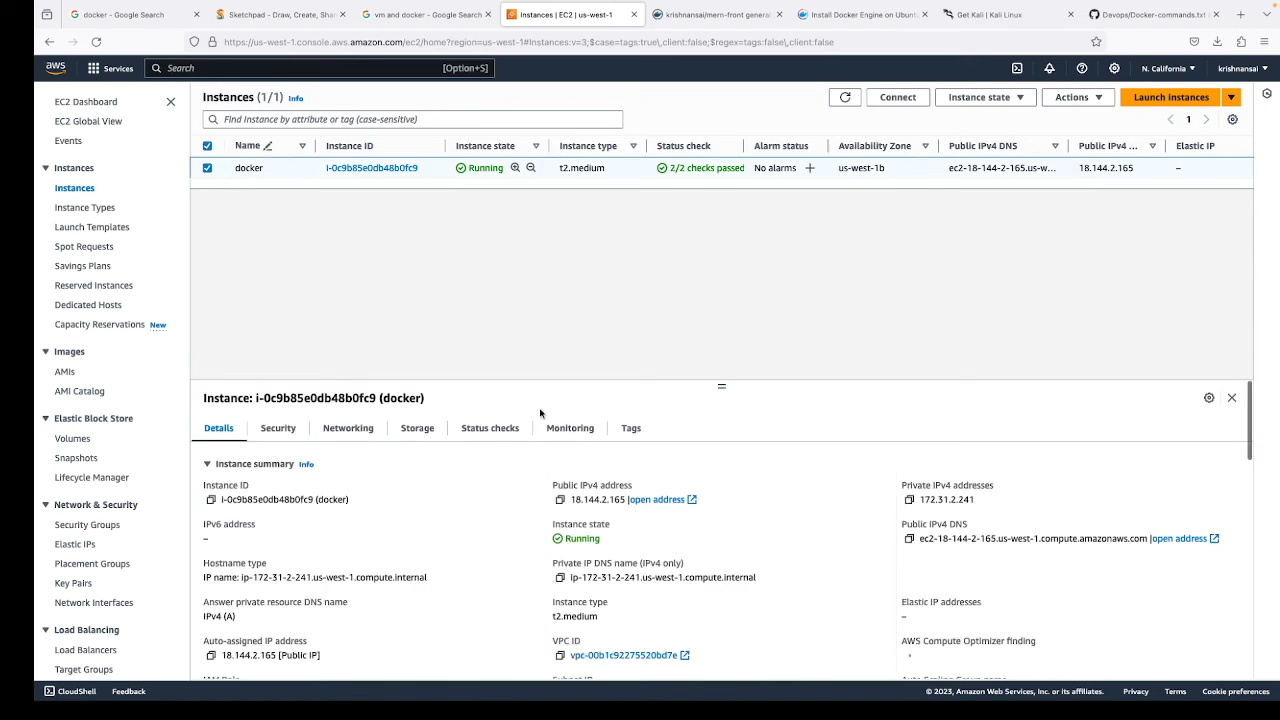 docker - Google Search
Sketchpad - Draw, Create, Shar
vm and docker - Google Search
Instances | EC2 | us-west-1
krishnansai/mern-front general
Install Docker Engine on Ubuntu
Get Kali | Kali Linux
Devops/Docker-commands.txt
https://us-west-1.console.aws.amazon.com/ec2/home?region=us-west-1#Instances:v=3;$case=tags:true\,client:false;$regex=tags:false\,client:false
aws Services Search [Option+S] N. California krishnansai
EC2 Dashboard
EC2 Global View
Events
Instances
Instances
Instance Types
Launch Templates
Spot Requests
Savings Plans
Reserved Instances
Dedicated Hosts
Capacity Reservations New
Images
AMIs
AMI Catalog
Elastic Block Store
Volumes
Snapshots
Lifecycle Manager
Network & Security
Security Groups
Elastic IPs
Placement Groups
Key Pairs
Network Interfaces
Load Balancing
Load Balancers
Target Groups
Instances (1/1) Info
Connect Instance state Actions Launch instances
Find Instance by attribute or tag (case-sensitive)
1
Name Instance ID Instance state Instance type Status check Alarm status Availability Zone Public IPv4 DNS Public IPv4 ... Elastic IP
docker i-0c9b85e0db48b0fc9 Running t2.medium 2/2 checks passed No alarms + us-west-1b ec2-18-144-2-165.us-w... 18.144.2.165 –
Instance: i-0c9b85e0db48b0fc9 (docker)
Details Security Networking Storage Status checks Monitoring Tags
Instance summary Info
Instance ID Public IPv4 address Private IPv4 addresses
i-0c9b85e0db48b0fc9 (docker) 18.144.2.165 |open address 172.31.2.241
IPv6 address Instance state Public IPv4 DNS
– Running ec2-18-144-2-165.us-west-1.compute.amazonaws.com |open address
Hostname type Private IP DNS name (IPv4 only)
IP name: ip-172-31-2-241.us-west-1.compute.internal ip-172-31-2-241.us-west-1.compute.internal
Answer private resource DNS name Instance type Elastic IP addresses
IPv4 (A) t2.medium –
Auto-assigned IP address VPC ID AWS Compute Optimizer finding
18.144.2.165 [Public IP] vpc-00b1c92275520bd7e
CloudShell Feedback © 2023, Amazon Web Services, Inc. or its affiliates. Privacy Terms Cookie preferences